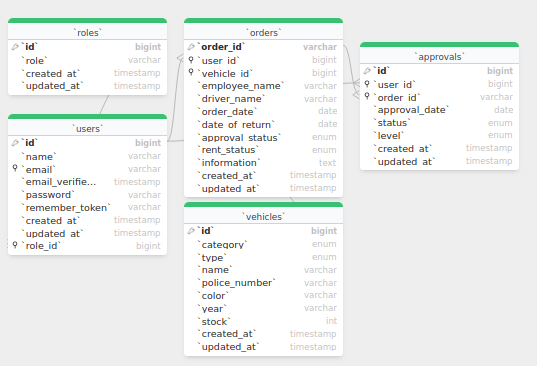 `roles`
`id` bigint
`role` varchar
`created_at` timestamp
`updated_at` timestamp
`users`
`id` bigint
`name` varchar
`email` varchar
`email_verifie... timestamp
`password` varchar
`remember_token` varchar
`created_at` timestamp
`updated_at` timestamp
`role_id` bigint
`orders`
`order_id` varchar
`user_id` bigint
`vehicle_id` bigint
`employee_name` varchar
`driver_name` varchar
`order_date` date
`date_of_return` date
`approval_status` enum
`rent_status` enum
`information` text
`created_at` timestamp
`updated_at` timestamp
`vehicles`
`id` bigint
`category` enum
`type` enum
`name` varchar
`police_number` varchar
`color` varchar
`year` varchar
`stock` int
`created_at` timestamp
`updated_at` timestamp
`approvals`
`id` bigint
`user_id` bigint
`order_id` varchar
`approval_date` date
`status` enum
`level` enum
`created_at` timestamp
`updated_at` timestamp